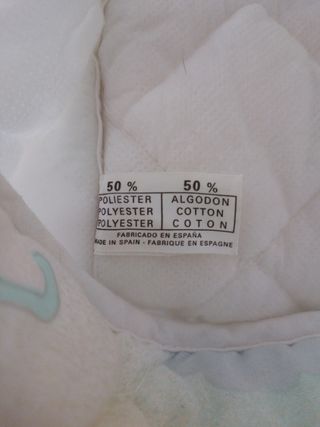 50 % 50 %
POLIESTER ALGODON
POLYESTER COTTON
POLYESTER COTON
FABRICADO EN ESPAÑA
MADE IN SPAIN - FABRIQUE EN ESPAGNE